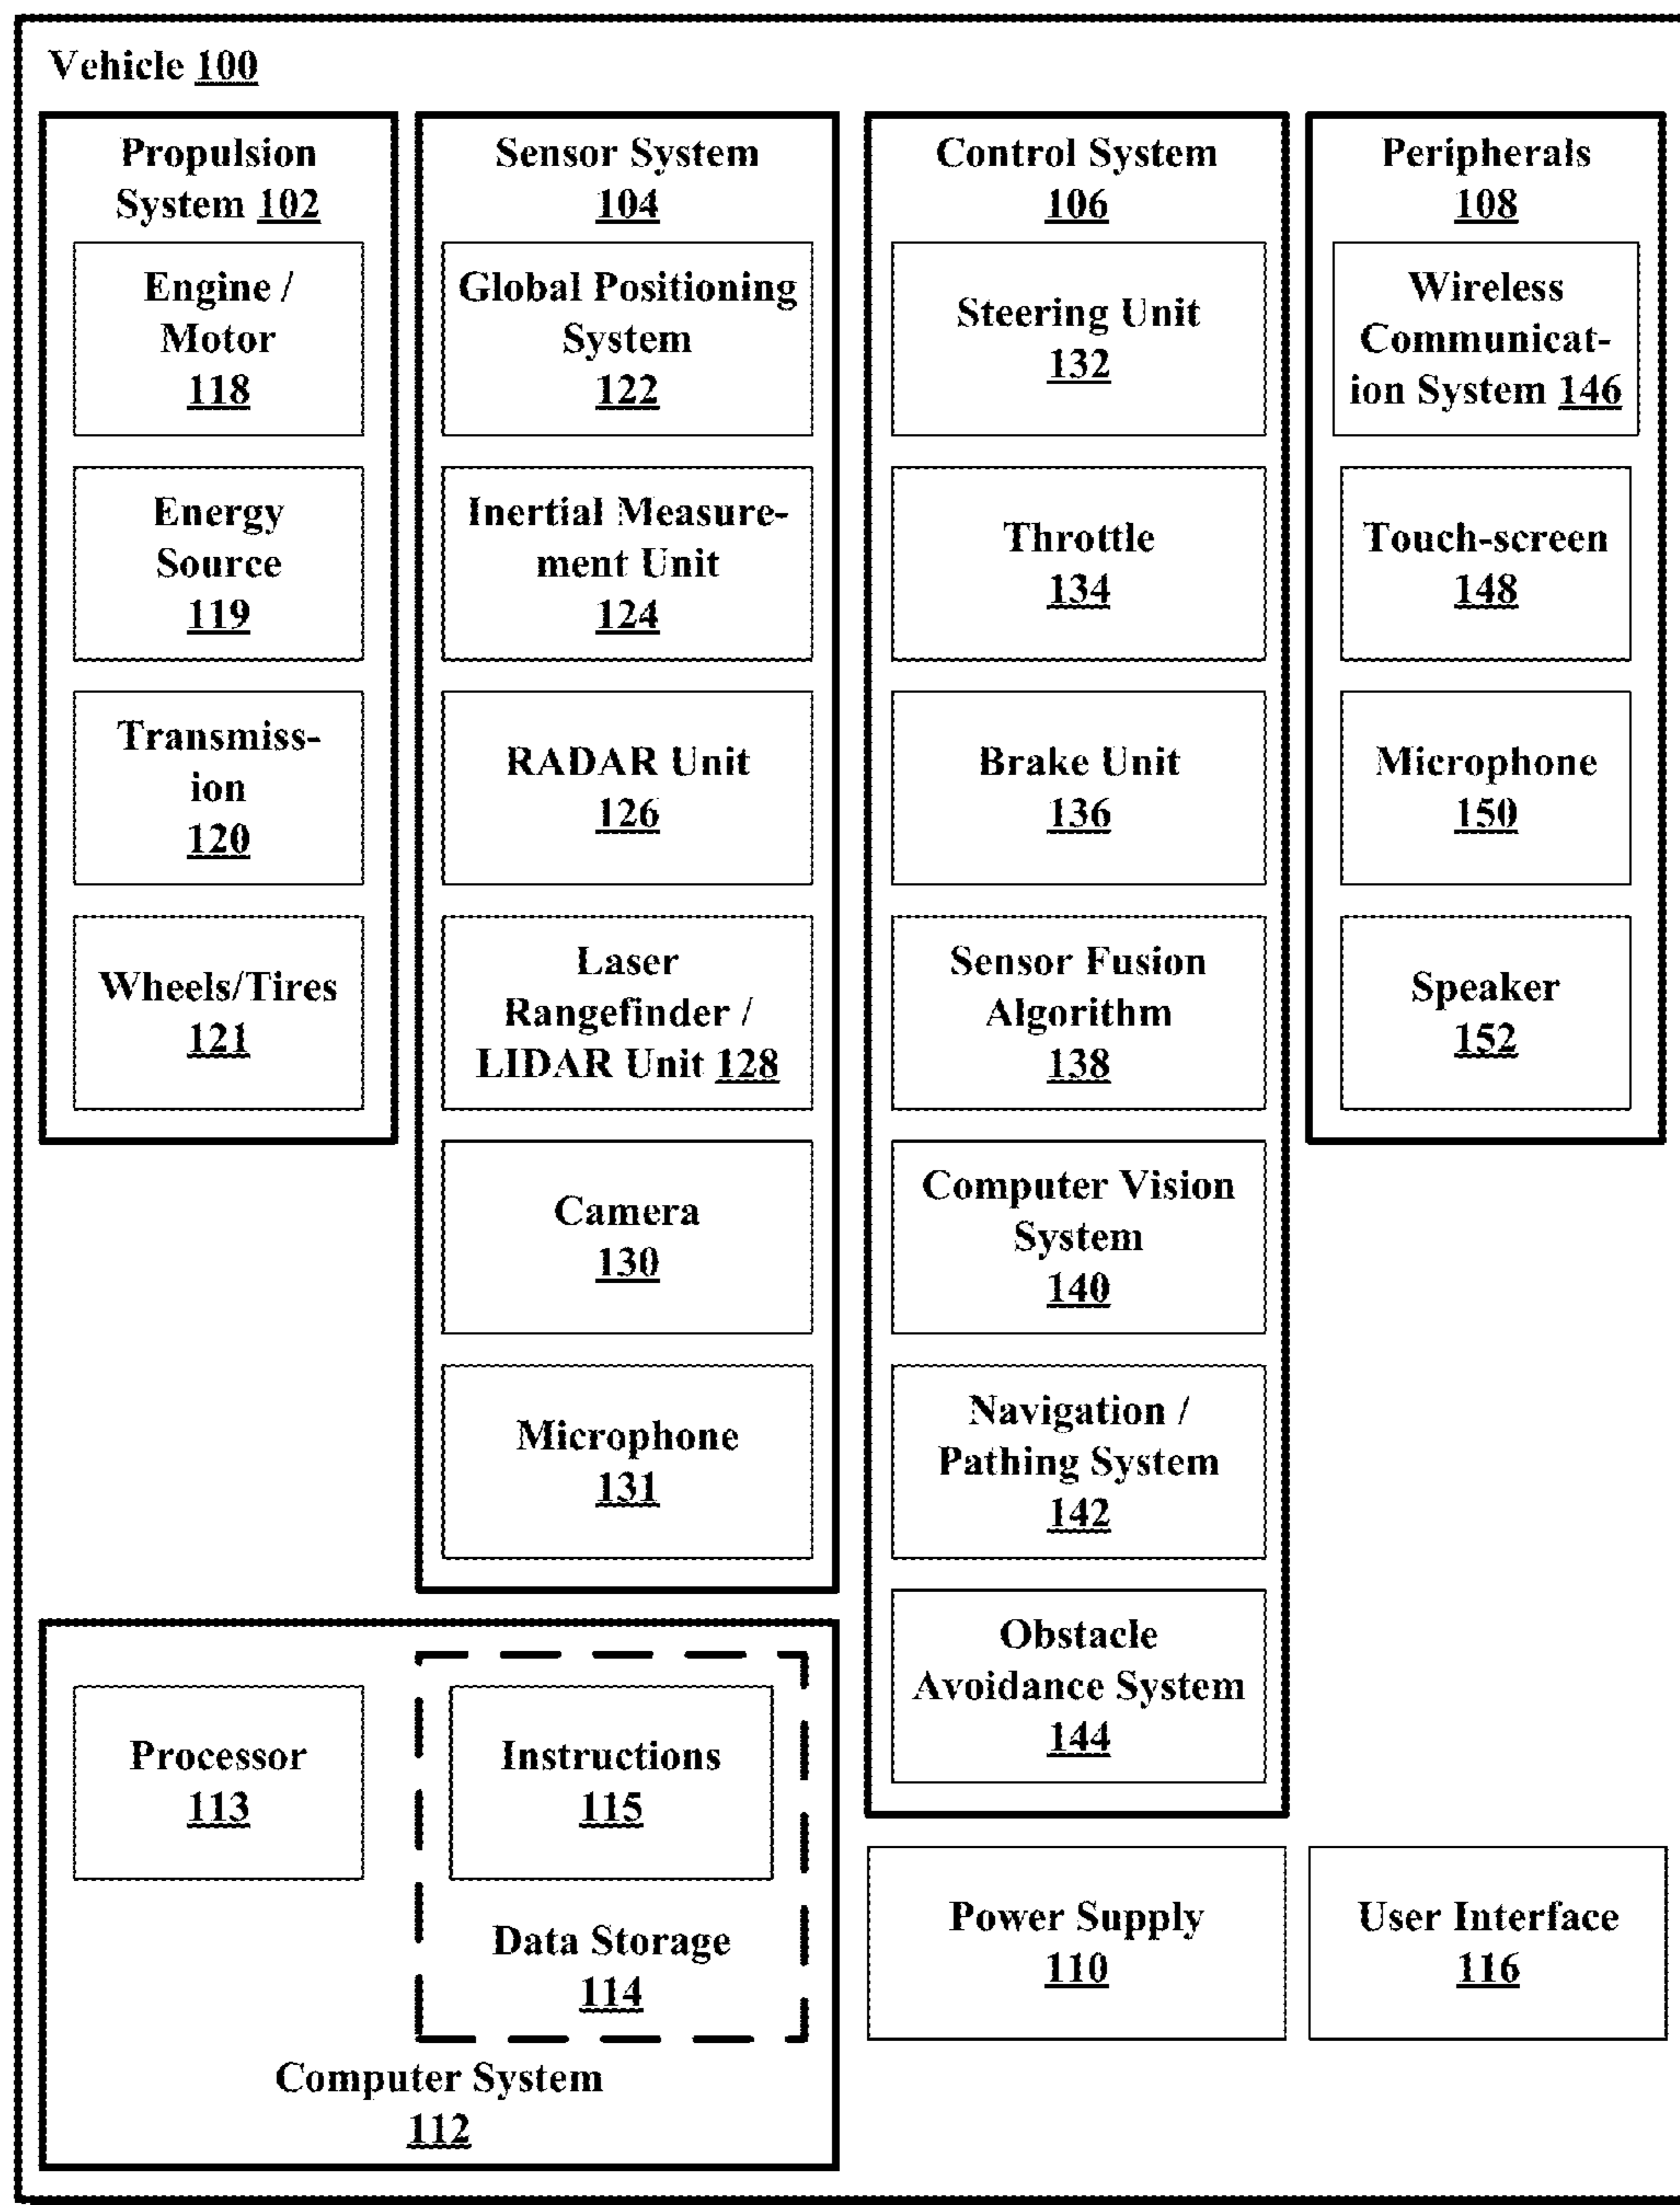 Vehicle 100
Propulsion
System 102
Engine /
Motor
118
Energy
Source
119
Transmiss-
ion
120
Wheels/Tires
121
Sensor System
104
Global Positioning
System
122
Inertial Measure-
ment Unit
124
RADAR Unit
126
Laser
Rangefinder /
LIDAR Unit 128
Camera
130
Microphone
131
Control System
106
Steering Unit
132
Throttle
134
Brake Unit
136
Sensor Fusion
Algorithm
138
Computer Vision
System
140
Navigation /
Pathing System
142
Obstacle
Avoidance System
144
Peripherals
108
Wireless
Communicat-
ion System 146
Touch-screen
148
Microphone
150
Speaker
152
Processor
113
Instructions
115
Data Storage
114
Computer System
112
Power Supply
110
User Interface
116